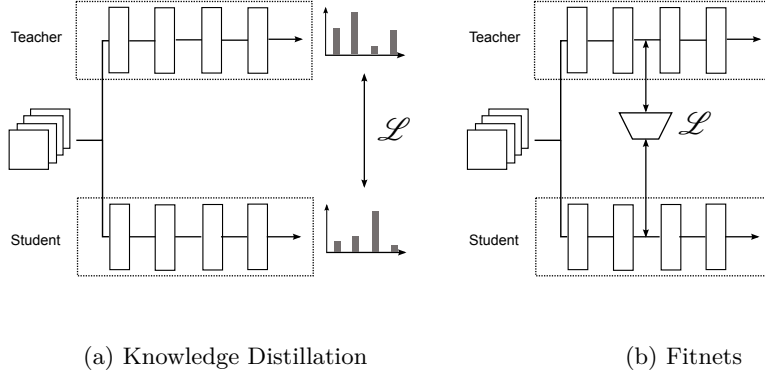 Teacher
ℒ
Student
(a) Knowledge Distillation
Teacher
ℒ
Student
(b) Fitnets